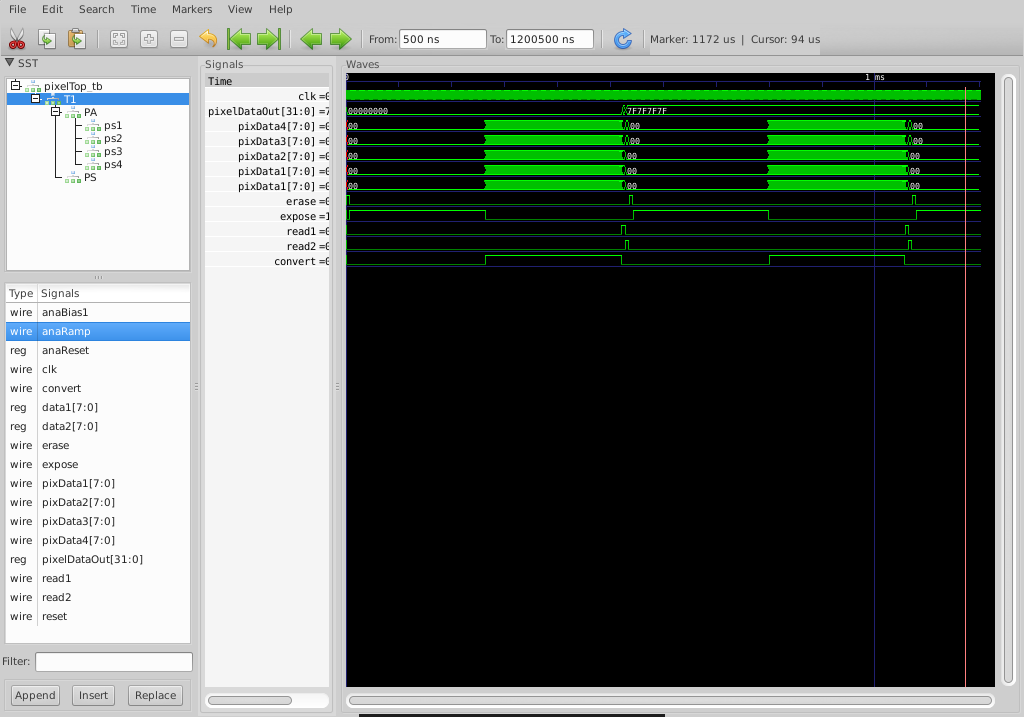 File Edit Search Time Markers View Help
From: 500 ns To: 1200500 ns Marker: 1172 us | Cursor: 94 us
SST
pixelTop_tb
T1
PA
ps1
ps2
ps3
ps4
PS
Type Signals
wire anaBias1
wire anaRamp
reg anaReset
wire clk
wire convert
reg data1[7:0]
reg data2[7:0]
wire erase
wire expose
wire pixData1[7:0]
wire pixData2[7:0]
wire pixData3[7:0]
wire pixData4[7:0]
reg pixelDataOut[31:0]
wire read1
wire read2
wire reset
Filter:
Append Insert Replace
Signals
Time
clk =0
pixelDataOut[31:0] =7
pixData4[7:0] =0
pixData3[7:0] =0
pixData2[7:0] =0
pixData1[7:0] =0
pixData1[7:0] =0
erase =0
expose =1
read1 =0
read2 =0
convert =0
Waves
1 ms
00000000 7F7F7F7F
00 00 00
00 00 00
00 00 00
00 00 00
00 00 00